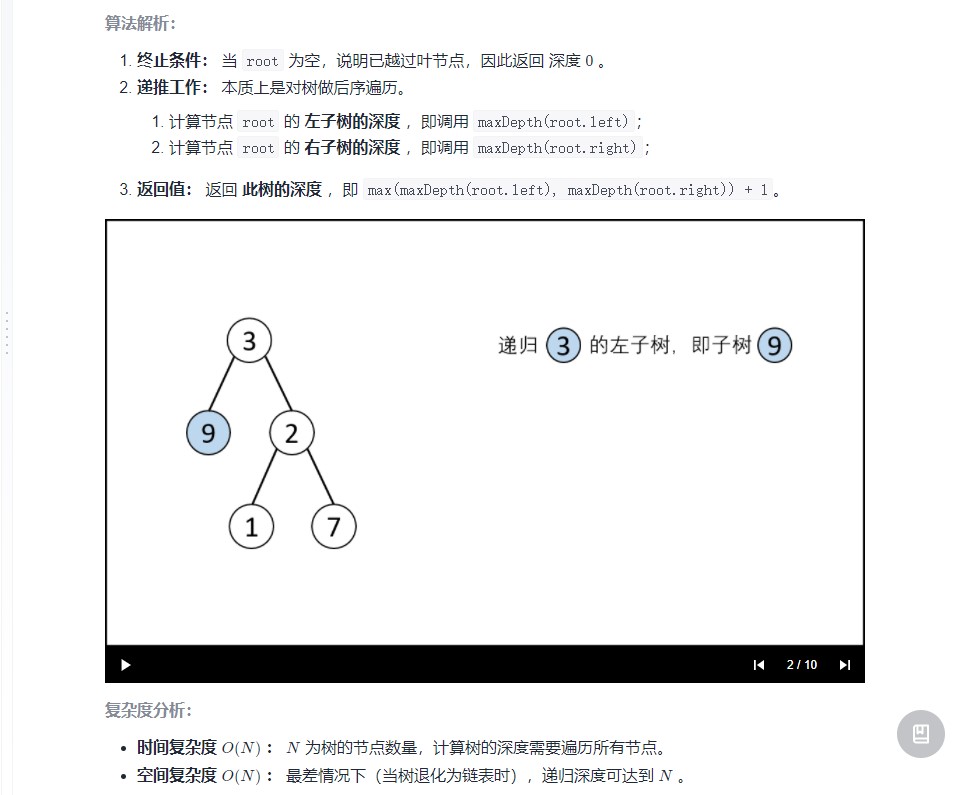 算法解析：
1. 终止条件： 当 root 为空，说明已越过叶节点，因此返回 深度 0 。
2. 递推工作： 本质上是对树做后序遍历。
1. 计算节点 root 的 左子树的深度 ，即调用 maxDepth(root.left) ；
2. 计算节点 root 的 右子树的深度 ，即调用 maxDepth(root.right) ；
3. 返回值： 返回 此树的深度 ，即 max(maxDepth(root.left), maxDepth(root.right)) + 1 。
3
递归 3 的左子树，即子树 9
9 2
1 7
2 / 10
复杂度分析：
• 时间复杂度 O(N) ： N 为树的节点数量，计算树的深度需要遍历所有节点。
• 空间复杂度 O(N) ： 最差情况下（当树退化为链表时），递归深度可达到 N 。